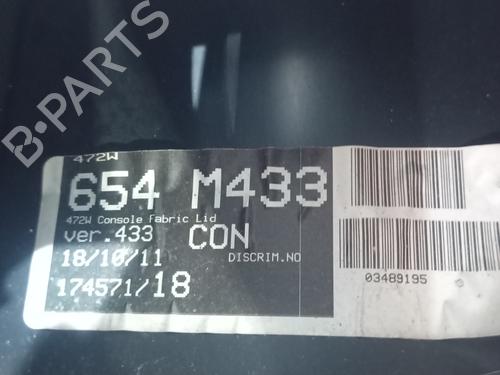 B-PARTS
472W
654 M433
472W Console Fabric Lid
ver.433 CON
18/10/11 DISCRIM.NO
174571/18
03489195